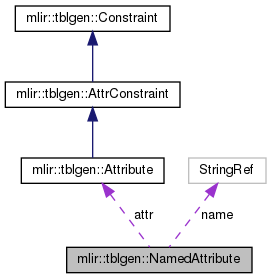 mlir::tblgen::Constraint
mlir::tblgen::AttrConstraint
mlir::tblgen::Attribute
StringRef
attr
name
mlir::tblgen::NamedAttribute